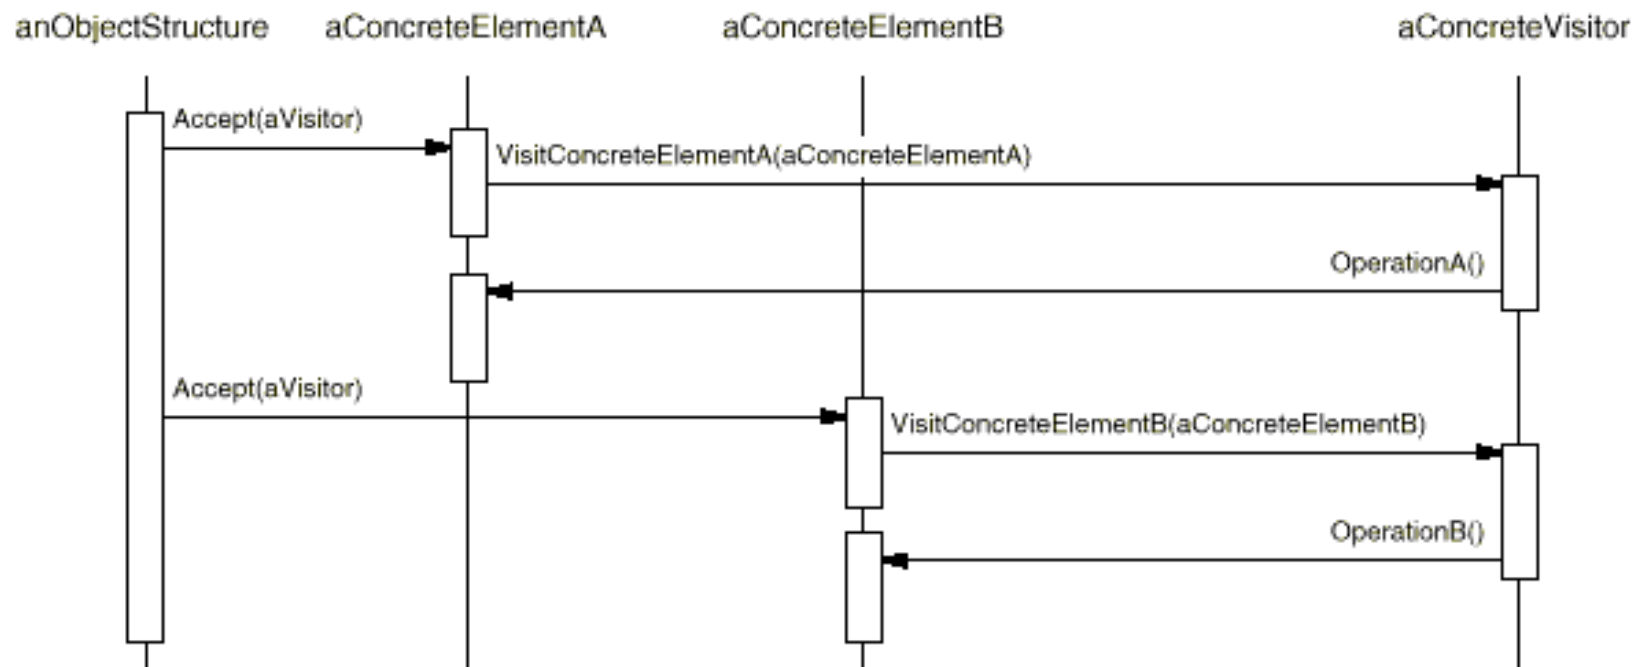 anObjectStructure aConcreteElementA aConcreteElementB aConcreteVisitor
Accept(aVisitor)
VisitConcreteElementA(aConcreteElementA)
OperationA()
Accept(aVisitor)
VisitConcreteElementB(aConcreteElementB)
OperationB()